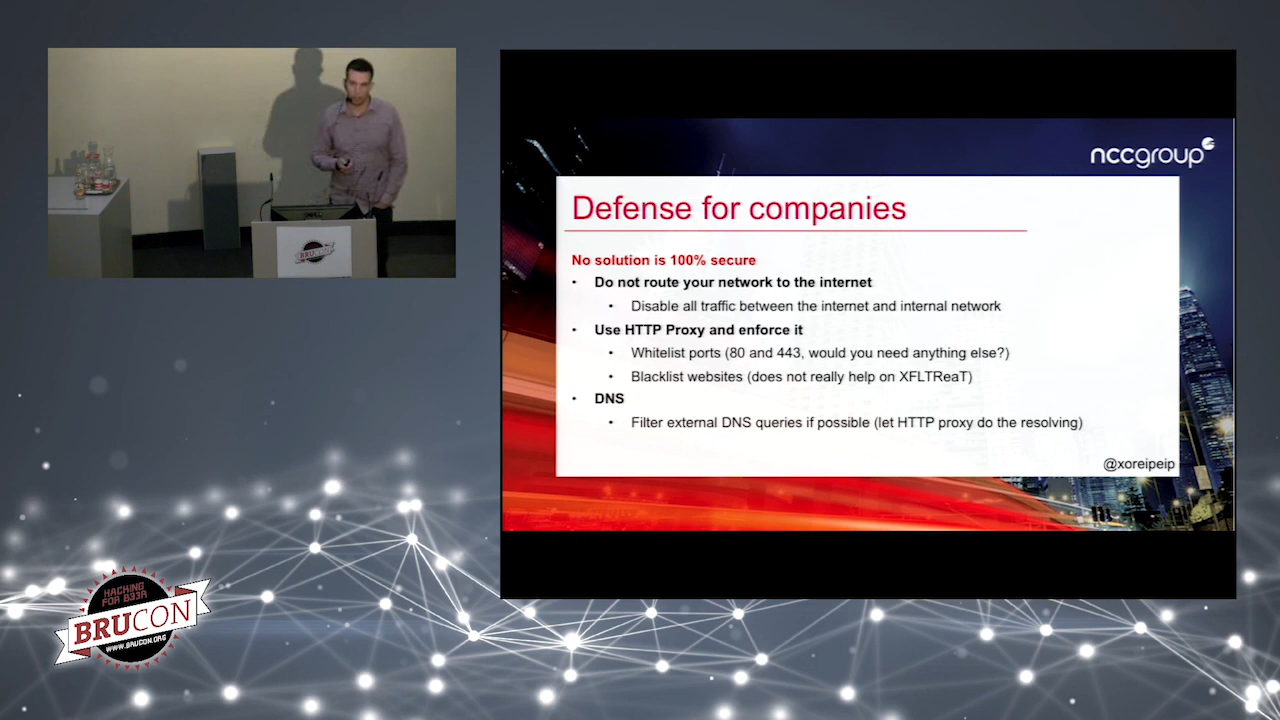 nccgroup
Defense for companies
No solution is 100% secure
• Do not route your network to the internet
• Disable all traffic between the internet and internal network
• Use HTTP Proxy and enforce it
• Whitelist ports (80 and 443, would you need anything else?)
• Blacklist websites (does not really help on XFLTReaT)
• DNS
• Filter external DNS queries if possible (let HTTP proxy do the resolving)
@xoreipeip
BRUCON
HACKING
FOR B33R
BRUCON
WWW.BRUCON.ORG